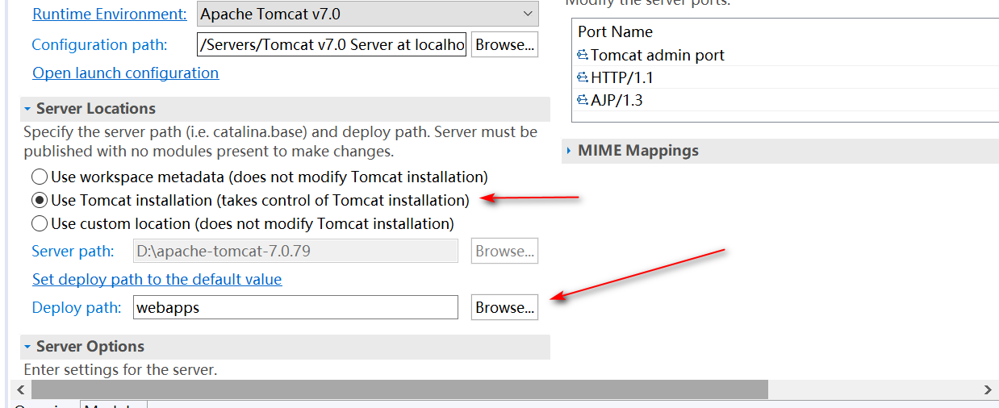 Modify the server ports.
Runtime Environment: Apache Tomcat v7.0
Configuration path: /Servers/Tomcat v7.0 Server at localho Browse...
Open launch configuration
Port Name
Tomcat admin port
HTTP/1.1
AJP/1.3
Server Locations
Specify the server path (i.e. catalina.base) and deploy path. Server must be
published with no modules present to make changes.
Use workspace metadata (does not modify Tomcat installation)
Use Tomcat installation (takes control of Tomcat installation)
Use custom location (does not modify Tomcat installation)
Server path: D:\apache-tomcat-7.0.79 Browse...
Set deploy path to the default value
Deploy path: webapps Browse...
MIME Mappings
Server Options
Enter settings for the server.